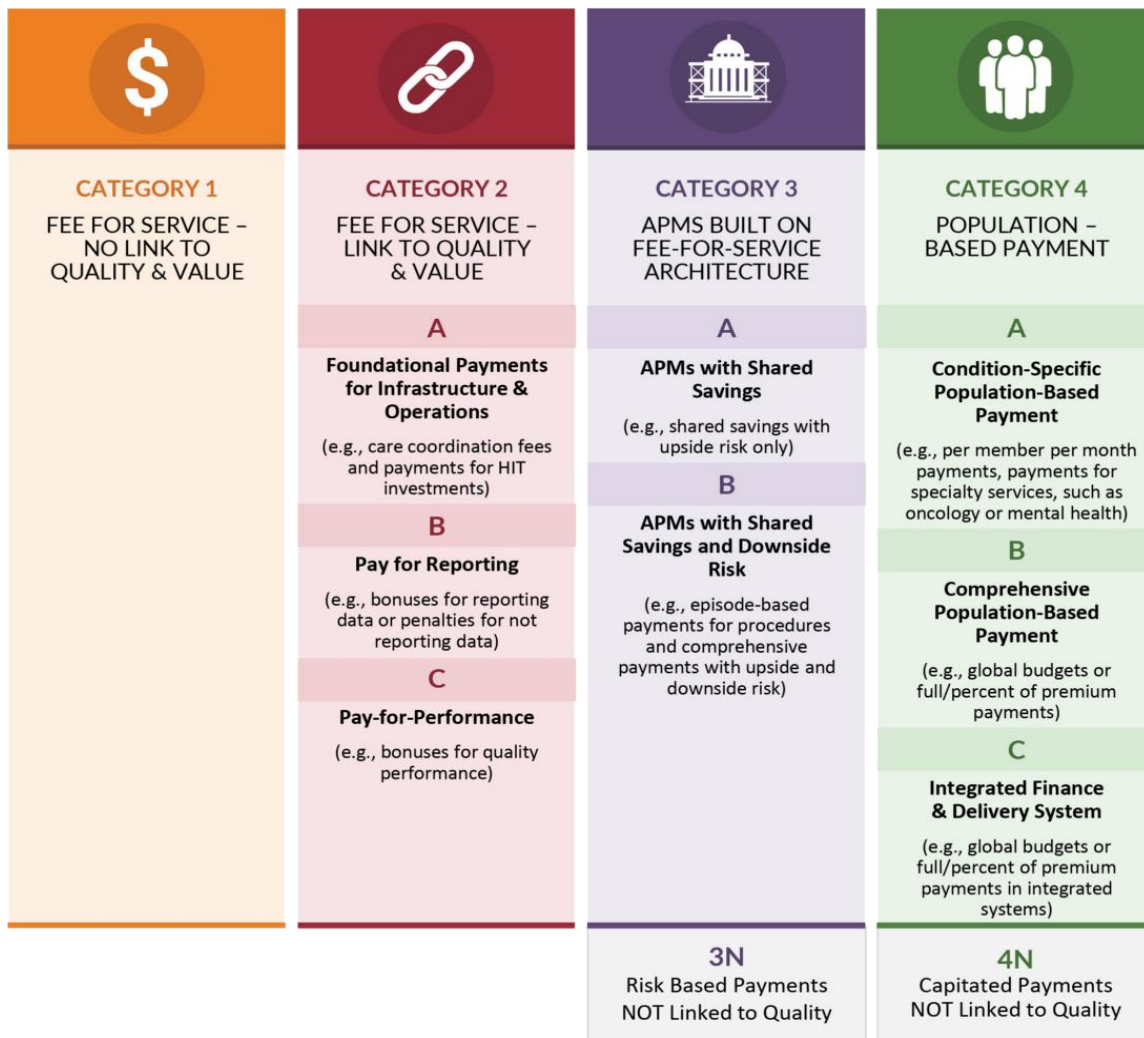 $
CATEGORY 1
FEE FOR SERVICE –
NO LINK TO
QUALITY & VALUE
CATEGORY 2
FEE FOR SERVICE –
LINK TO QUALITY
& VALUE
A
Foundational Payments
for Infrastructure &
Operations
(e.g., care coordination fees
and payments for HIT
investments)
B
Pay for Reporting
(e.g., bonuses for reporting
data or penalties for not
reporting data)
C
Pay-for-Performance
(e.g., bonuses for quality
performance)
CATEGORY 3
APMS BUILT ON
FEE-FOR-SERVICE
ARCHITECTURE
A
APMs with Shared
Savings
(e.g., shared savings with
upside risk only)
B
APMs with Shared
Savings and Downside
Risk
(e.g., episode-based
payments for procedures
and comprehensive
payments with upside and
downside risk)
3N
Risk Based Payments
NOT Linked to Quality
CATEGORY 4
POPULATION –
BASED PAYMENT
A
Condition-Specific
Population-Based
Payment
(e.g., per member per month
payments, payments for
specialty services, such as
oncology or mental health)
B
Comprehensive
Population-Based
Payment
(e.g., global budgets or
full/percent of premium
payments)
C
Integrated Finance
& Delivery System
(e.g., global budgets or
full/percent of premium
payments in integrated
systems)
4N
Capitated Payments
NOT Linked to Quality